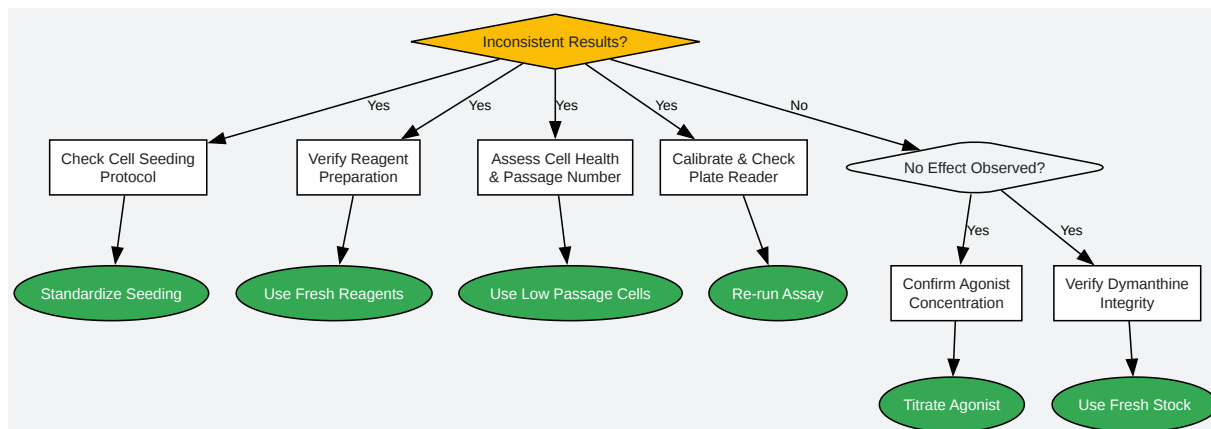 Inconsistent Results?
Yes
Yes
Yes
Yes
No
Check Cell Seeding
Protocol
Verify Reagent
Preparation
Assess Cell Health
& Passage Number
Calibrate & Check
Plate Reader
No Effect Observed?
Yes
Yes
Standardize Seeding
Use Fresh Reagents
Use Low Passage Cells
Re-run Assay
Confirm Agonist
Concentration
Verify Dymanthine
Integrity
Titrate Agonist
Use Fresh Stock